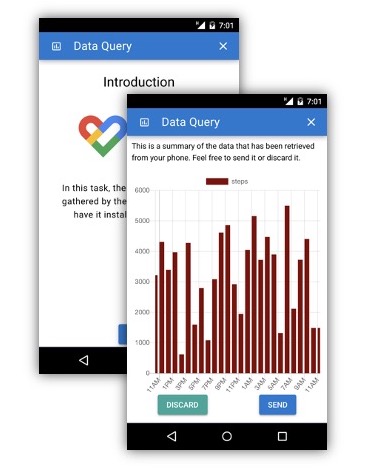 7:01
Data Query
Introduction
In this task, the
gathered by the
have it instal
7:01
Data Query
This is a summary of the data that has been retrieved
from your phone. Feel free to send it or discard it.
steps
6000
5000
4000
3000
2000
1000
0
11AM 1PM 3PM 5PM 7PM 9PM 11PM 1AM 3AM 5AM 7AM 9AM 11AM
DISCARD SEND